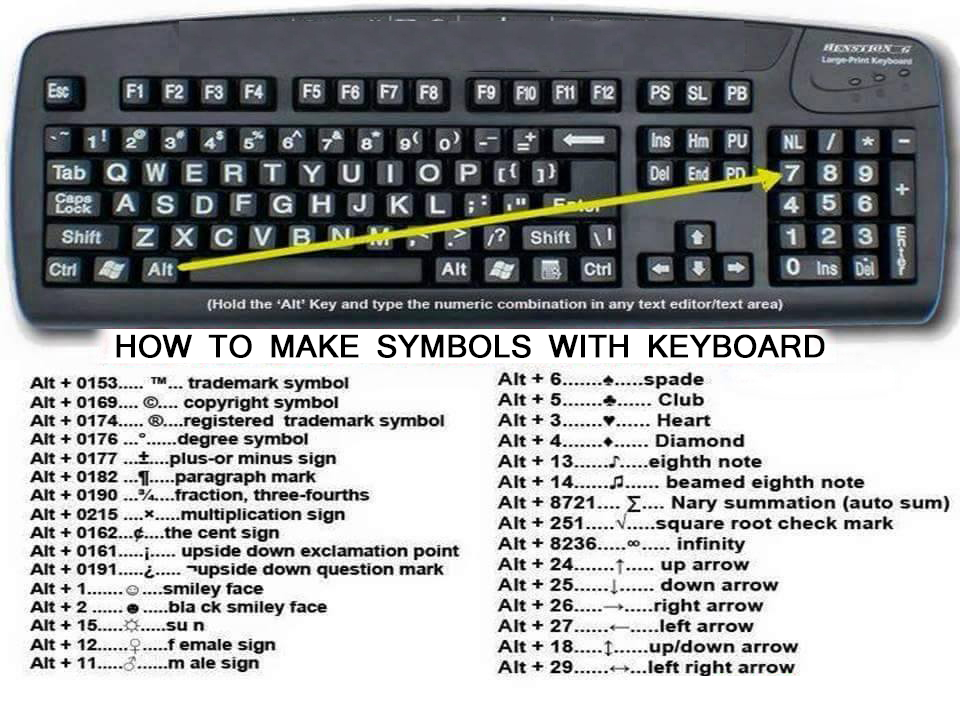 HENSTION G
Large-Print Keyboard
Esc F1 F2 F3 F4 F5 F6 F7 F8 F9 F10 F11 F12 PS SL PB
`~ 1! 2@ 3# 4$ 5% 6^ 7& 8* 9( 0) -_ =+ Ins Hm PU NL / * -
Tab Q W E R T Y U I O P [{ ]} Del End PD 7 8 9 +
Caps Lock A S D F G H J K L ;: '" Enter 4 5 6
Shift Z X C V B N M ,< .> /? Shift \| 1 2 3 Enter
Ctrl Alt Alt Ctrl 0 Ins Del
(Hold the 'Alt' Key and type the numeric combination in any text editor/text area)
HOW TO MAKE SYMBOLS WITH KEYBOARD
Alt + 0153..... ™... trademark symbol
Alt + 0169.... ©.... copyright symbol
Alt + 0174..... ®....registered trademark symbol
Alt + 0176 ...°......degree symbol
Alt + 0177 ...±....plus-or minus sign
Alt + 0182 ...¶.....paragraph mark
Alt + 0190 ...¾....fraction, three-fourths
Alt + 0215 ....×.....multiplication sign
Alt + 0162...¢....the cent sign
Alt + 0161.....¡..... upside down exclamation point
Alt + 0191.....¿..... ¬upside down question mark
Alt + 1.......☺....smiley face
Alt + 2 ......☻.....bla ck smiley face
Alt + 15.....☼.....su n
Alt + 12......♀.....f emale sign
Alt + 11.....♂......m ale sign
Alt + 6.......♠.....spade
Alt + 5.......♣...... Club
Alt + 3.......♥...... Heart
Alt + 4.......♦...... Diamond
Alt + 13......♪.....eighth note
Alt + 14......♫...... beamed eighth note
Alt + 8721.... ∑.... Nary summation (auto sum)
Alt + 251.....√.....square root check mark
Alt + 8236.....∞..... infinity
Alt + 24.......↑..... up arrow
Alt + 25......↓...... down arrow
Alt + 26.....→.....right arrow
Alt + 27......←.....left arrow
Alt + 18.....↕......up/down arrow
Alt + 29......↔...left right arrow